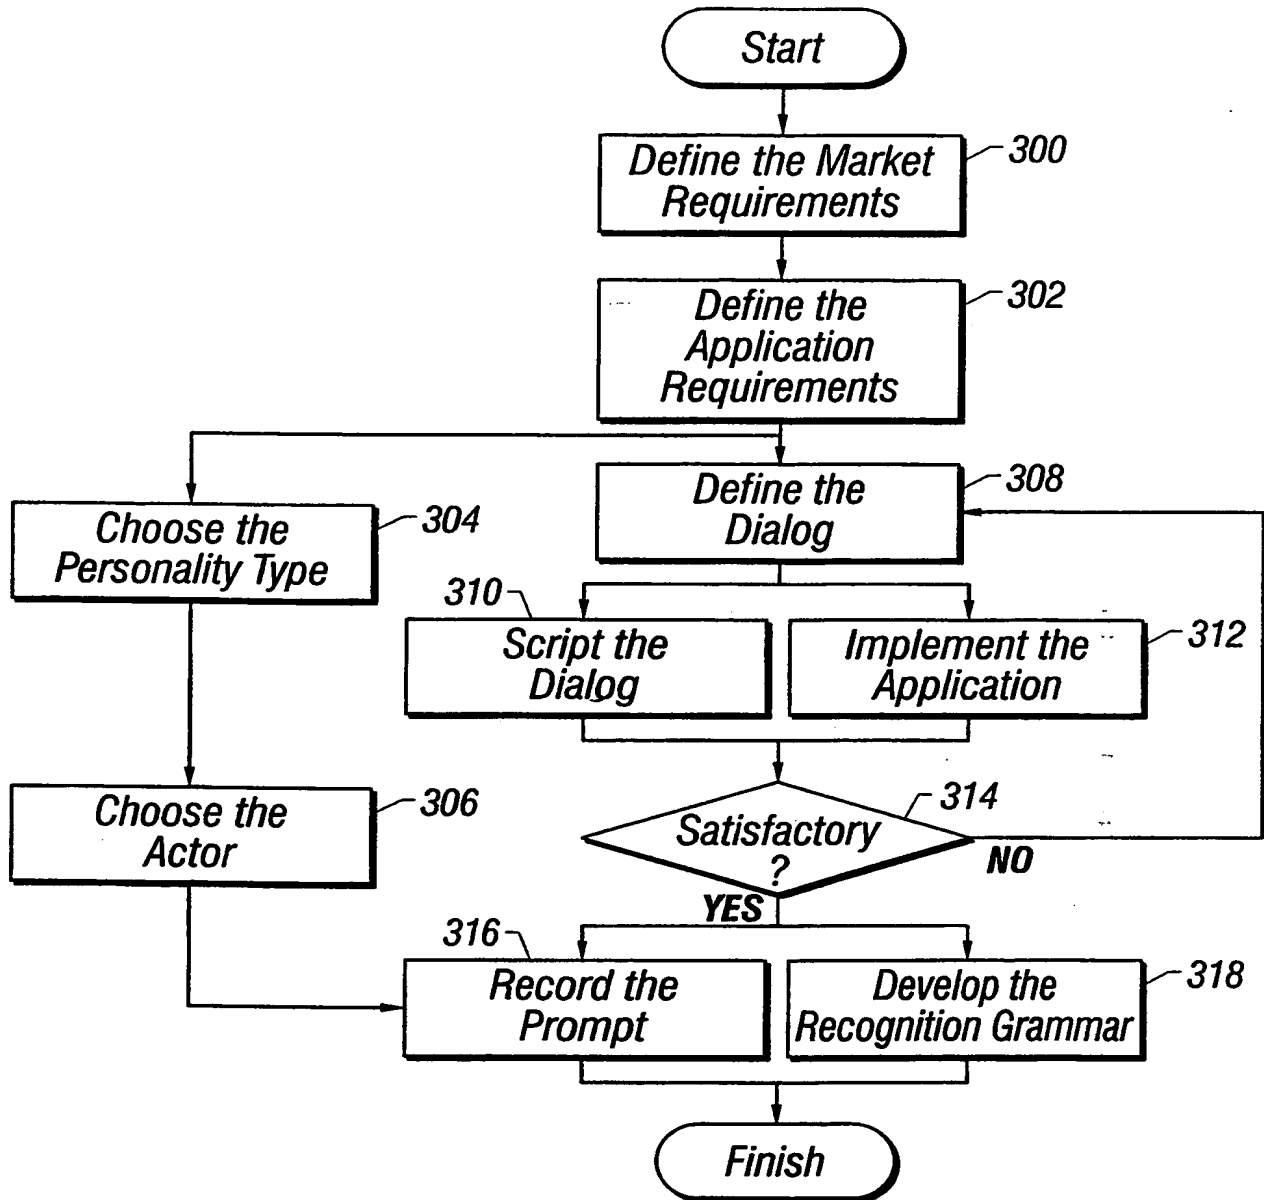 Start
Define the Market
Requirements
300
Define the
Application
Requirements
302
Define the
Dialog
308
Choose the
Personality Type
304
310
Script the
Dialog
Implement the
Application
312
Choose the
Actor
306
Satisfactory
?
314
NO
YES
316
Record the
Prompt
Develop the
Recognition Grammar
318
Finish